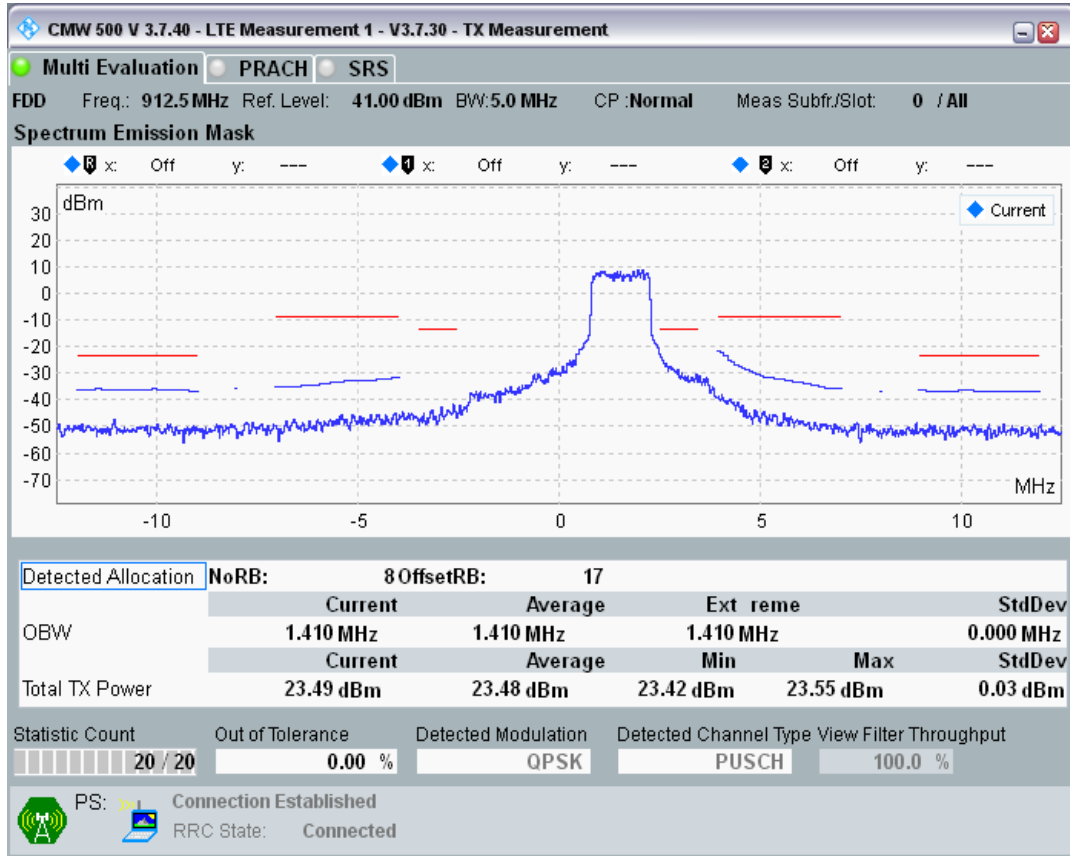 CMW 500 V 3.7.40 - LTE Measurement 1 - V3.7.30 - TX Measurement
Multi Evaluation PRACH SRS
FDD Freq.: 912.5 MHz Ref. Level: 41.00 dBm BW:5.0 MHz CP :Normal Meas Subfr./Slot: 0 / All
Spectrum Emission Mask
R x: Off y: --- 1 x: Off y: --- 2 x: Off y: ---
dBm
Current
30
20
10
0
-10
-20
-30
-40
-50
-60
-70
MHz
-10 -5 0 5 10
Detected Allocation NoRB: 8 OffsetRB: 17
Current Average Ext reme StdDev
OBW 1.410 MHz 1.410 MHz 1.410 MHz 0.000 MHz
Current Average Min Max StdDev
Total TX Power 23.49 dBm 23.48 dBm 23.42 dBm 23.55 dBm 0.03 dBm
Statistic Count Out of Tolerance Detected Modulation Detected Channel Type View Filter Throughput
20 / 20 0.00 % QPSK PUSCH 100.0 %
PS: Connection Established
RRC State: Connected